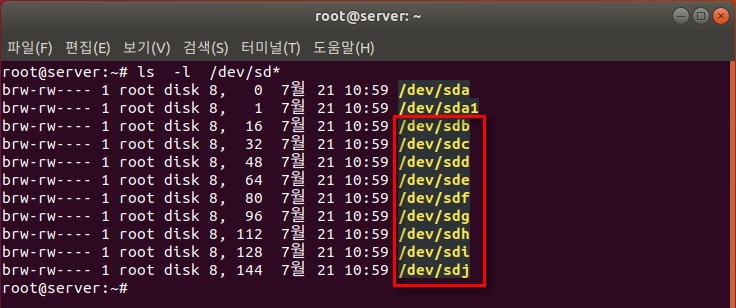 root@server: ~
파일(F) 편집(E) 보기(V) 검색(S) 터미널(T) 도움말(H)
root@server:~# ls  -l  /dev/sd*
brw-rw---- 1 root disk 8,   0  7월  21 10:59 /dev/sda
brw-rw---- 1 root disk 8,   1  7월  21 10:59 /dev/sda1
brw-rw---- 1 root disk 8,  16  7월  21 10:59 /dev/sdb
brw-rw---- 1 root disk 8,  32  7월  21 10:59 /dev/sdc
brw-rw---- 1 root disk 8,  48  7월  21 10:59 /dev/sdd
brw-rw---- 1 root disk 8,  64  7월  21 10:59 /dev/sde
brw-rw---- 1 root disk 8,  80  7월  21 10:59 /dev/sdf
brw-rw---- 1 root disk 8,  96  7월  21 10:59 /dev/sdg
brw-rw---- 1 root disk 8, 112  7월  21 10:59 /dev/sdh
brw-rw---- 1 root disk 8, 128  7월  21 10:59 /dev/sdi
brw-rw---- 1 root disk 8, 144  7월  21 10:59 /dev/sdj
root@server:~#